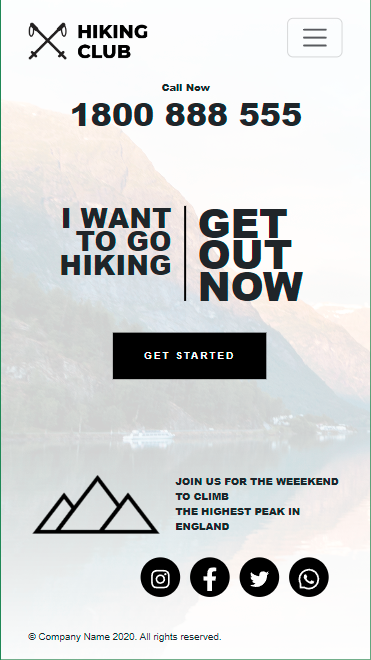 HIKING
CLUB
Call Now
1800 888 555
I WANT
TO GO
HIKING
GET
OUT
NOW
GET STARTED
JOIN US FOR THE WEEEKEND
TO CLIMB
THE HIGHEST PEAK IN
ENGLAND
© Company Name 2020. All rights reserved.